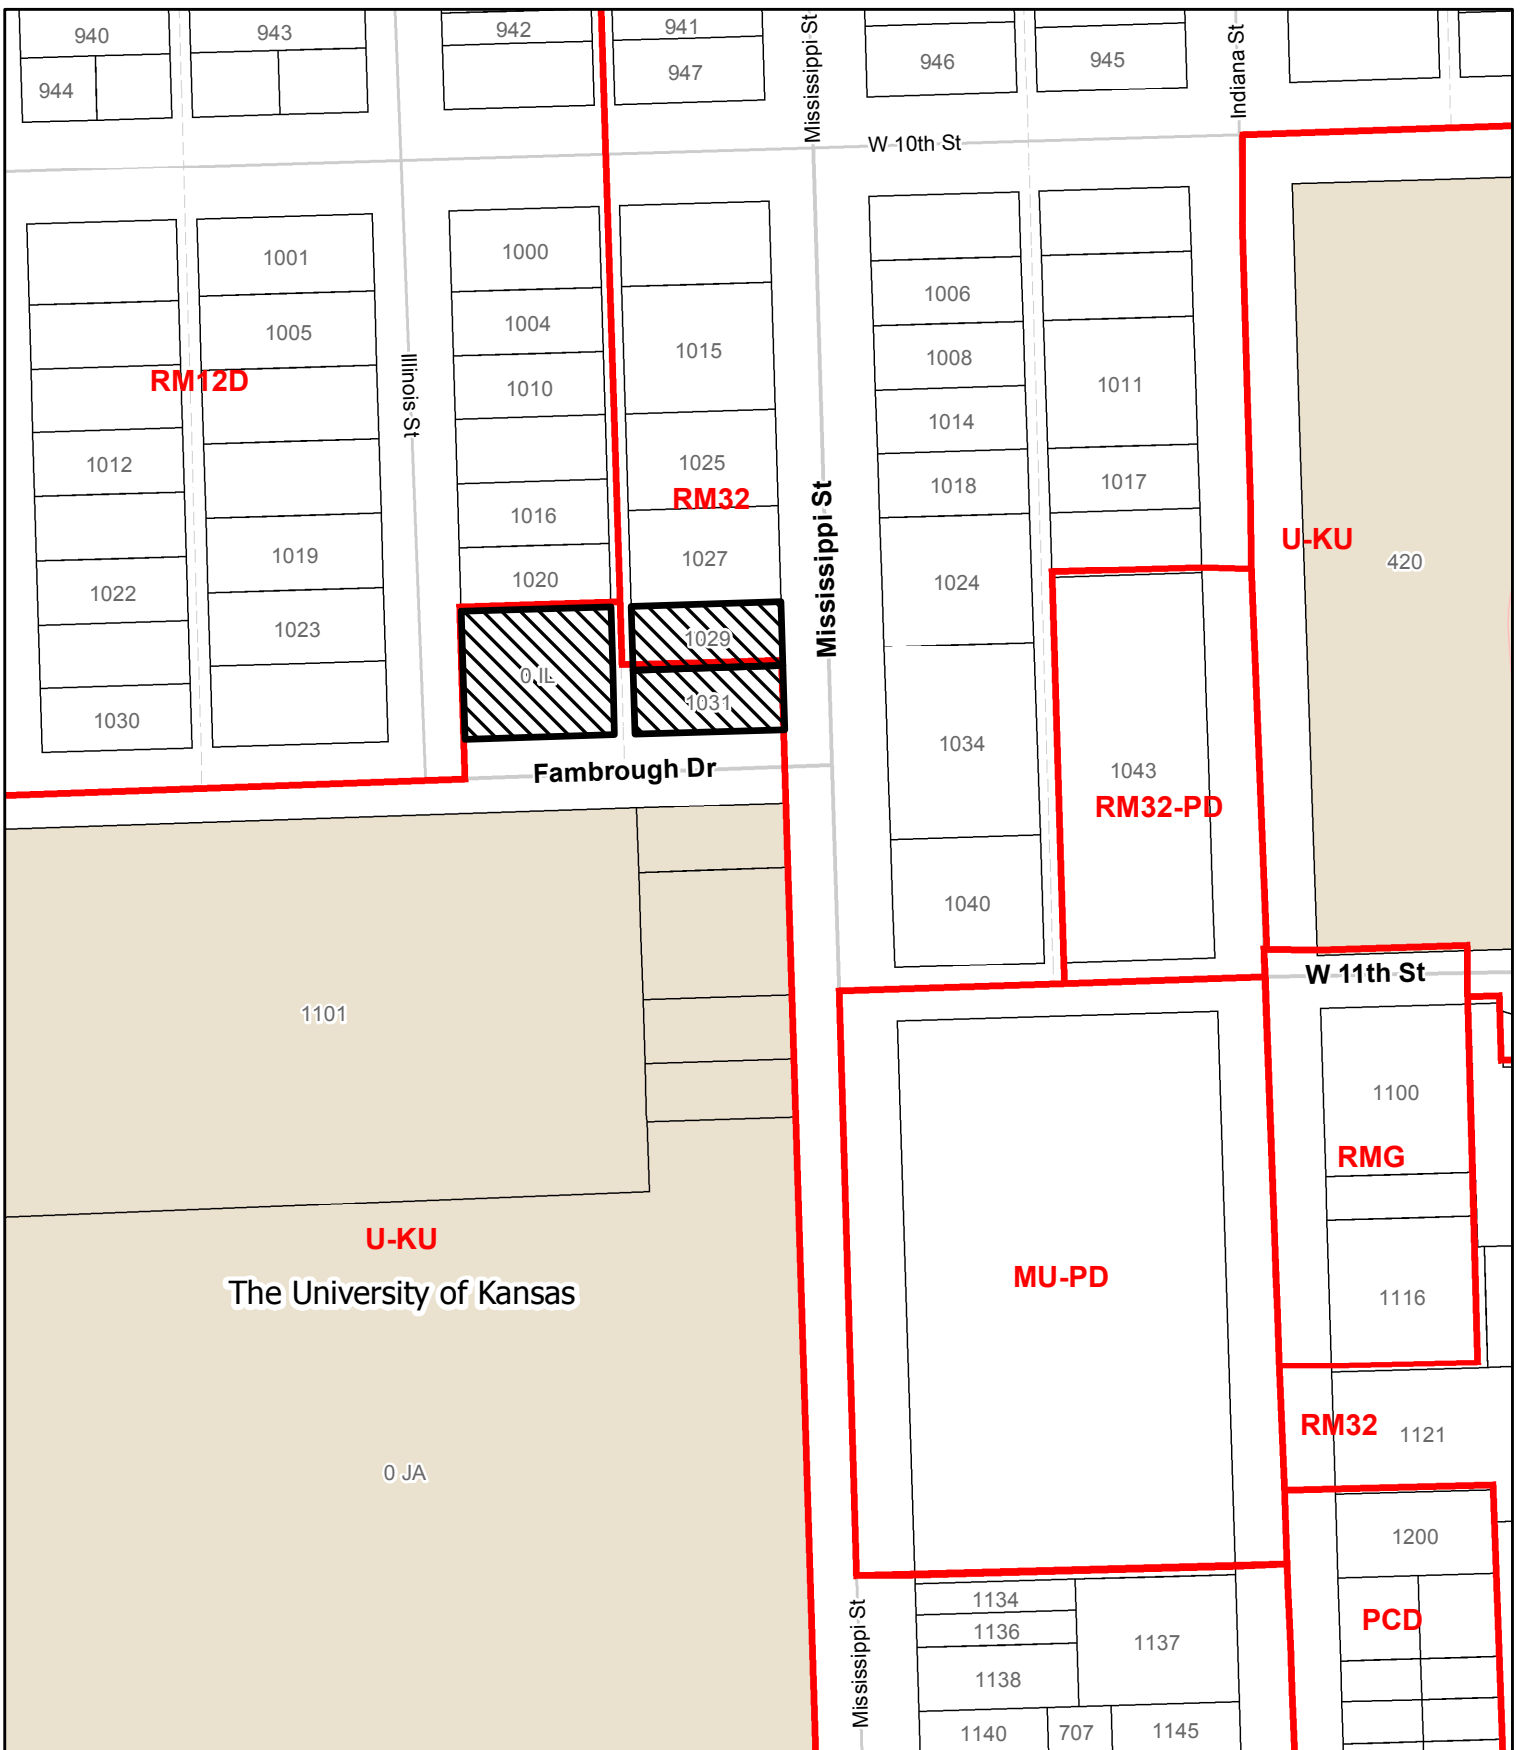 940
943
942
941
944
947
946
945
Mississippi St
Indiana St
W 10th St
1001
1000
1006
1005
1004
1015
1008
RM12D
Illinois St
1010
1011
1014
1012
1025
1018
1017
RM32
1016
Mississippi St
U-KU
420
1019
1027
1020
1024
1022
1023
1029
0 IL
1031
1030
1034
Fambrough Dr
1043
RM32-PD
1040
W 11th St
1101
1100
RMG
U-KU
The University of Kansas
MU-PD
1116
RM32
1121
0 JA
1200
1134
1136
1137
PCD
1138
Mississippi St
1140
707
1145